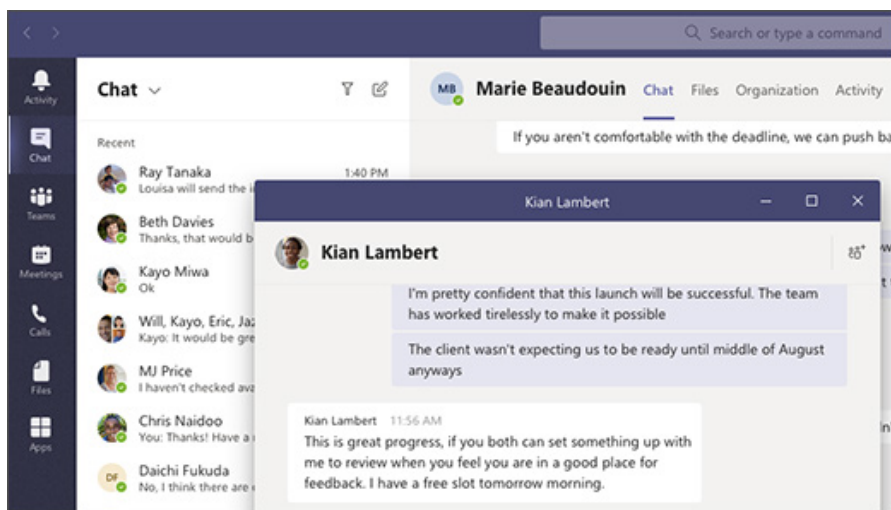 Search or type a command
Activity
Chat
Teams
Meetings
Calls
Files
Apps
Chat
Recent
Ray Tanaka 1:40 PM
Louisa will send the
Beth Davies
Thanks, that would b
Kayo Miwa
Ok
Will, Kayo, Eric, Jaz
Kayo: It would be gre
MJ Price
I haven't checked ava
Chris Naidoo
You: Thanks! Have a
DF
Daichi Fukuda
No, I think there are
MB
Marie Beaudouin Chat Files Organization Activity
If you aren't comfortable with the deadline, we can push ba
Kian Lambert
Kian Lambert
I'm pretty confident that this launch will be successful. The team
has worked tirelessly to make it possible
The client wasn't expecting us to be ready until middle of August
anyways
Kian Lambert 11:56 AM
This is great progress, if you both can set something up with
me to review when you feel you are in a good place for
feedback. I have a free slot tomorrow morning.